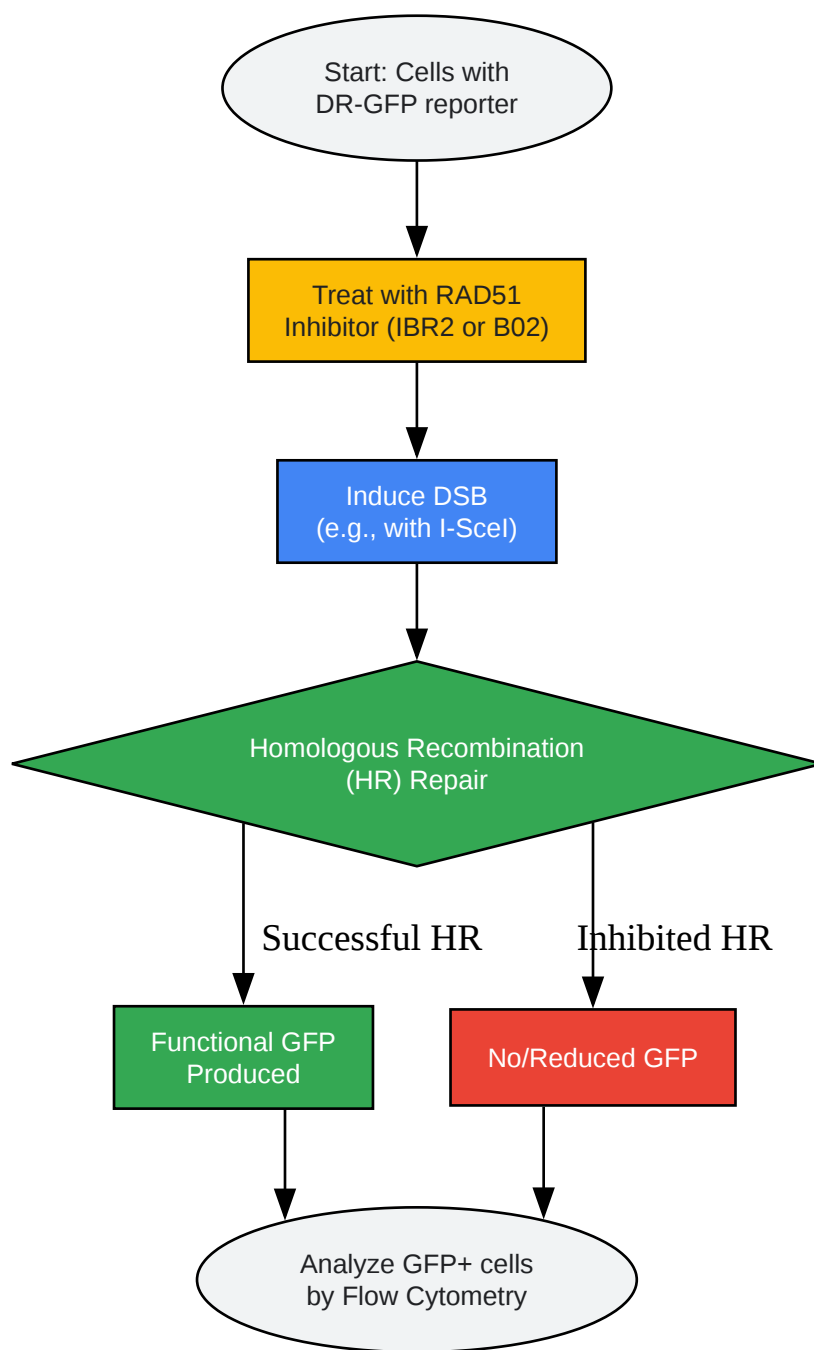 Start: Cells with
DR-GFP reporter
Treat with RAD51
Inhibitor (IBR2 or B02)
Induce DSB
(e.g., with I-SceI)
Homologous Recombination
(HR) Repair
Successful HR
Inhibited HR
Functional GFP
Produced
No/Reduced GFP
Analyze GFP+ cells
by Flow Cytometry